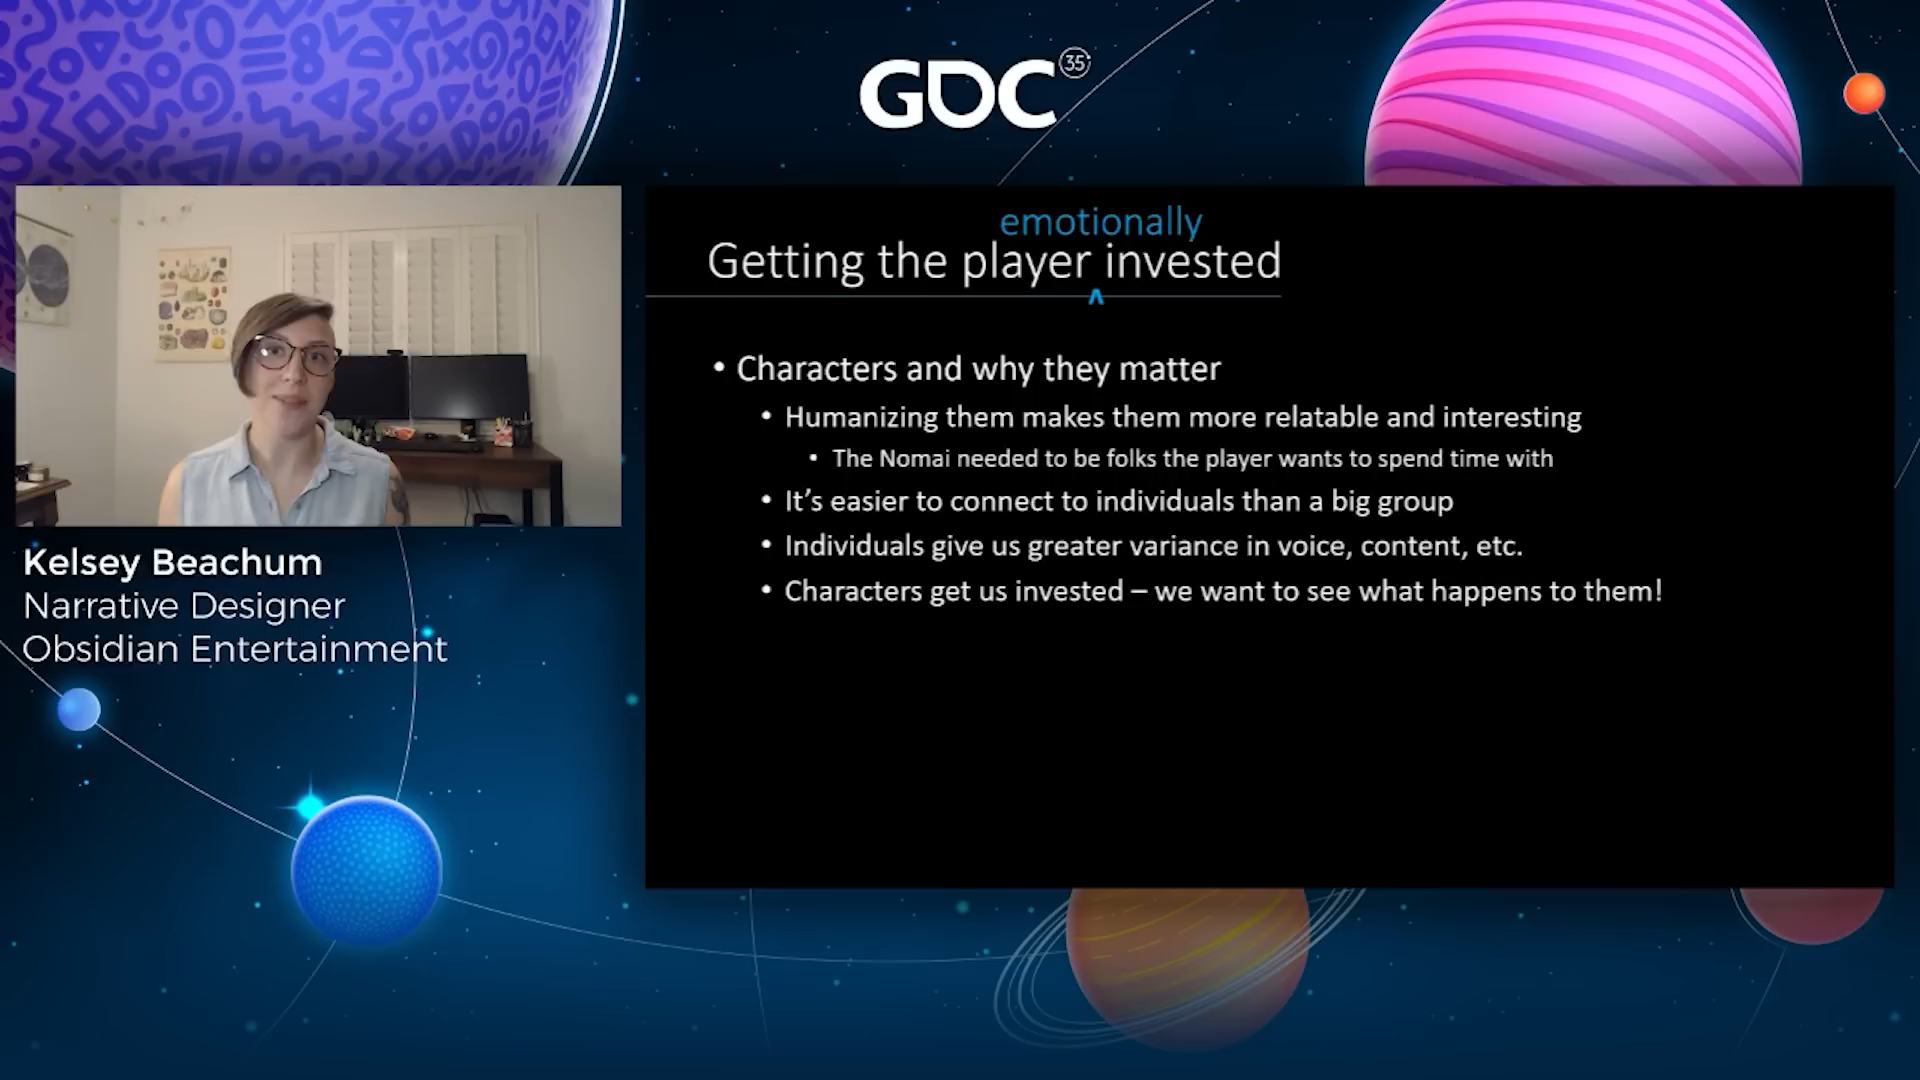 GDC 35
emotionally
Getting the player invested
^
• Characters and why they matter
• Humanizing them makes them more relatable and interesting
• The Nomai needed to be folks the player wants to spend time with
• It’s easier to connect to individuals than a big group
• Individuals give us greater variance in voice, content, etc.
• Characters get us invested – we want to see what happens to them!
Kelsey Beachum
Narrative Designer
Obsidian Entertainment